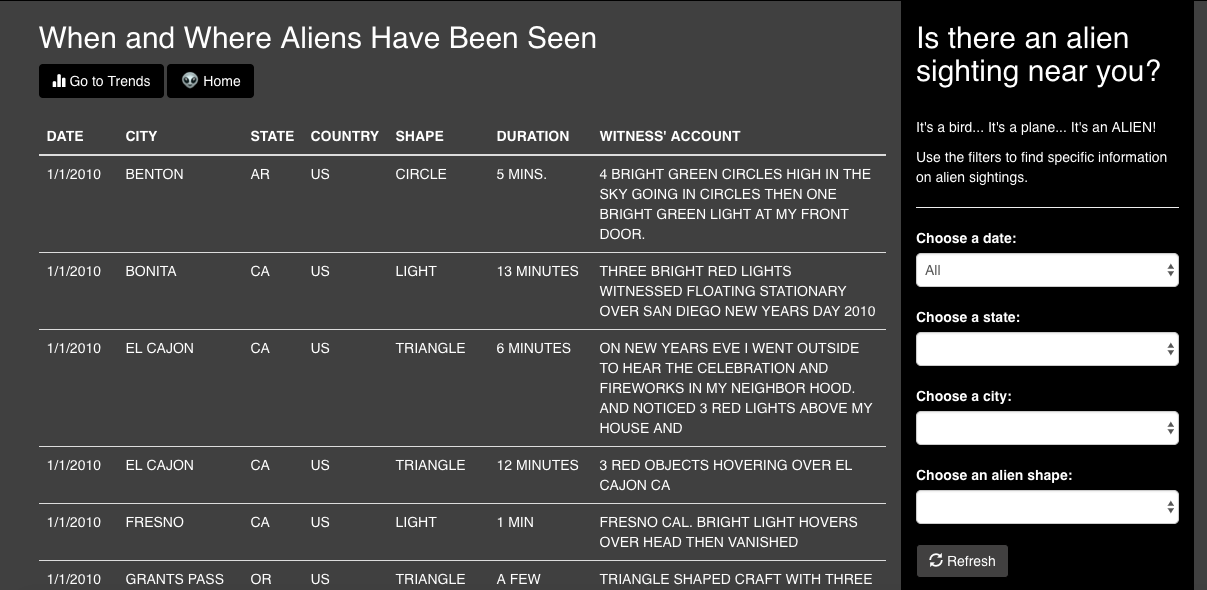 When and Where Aliens Have Been Seen
Go to Trends Home
DATE CITY STATE COUNTRY SHAPE DURATION WITNESS' ACCOUNT
1/1/2010 BENTON AR US CIRCLE 5 MINS. 4 BRIGHT GREEN CIRCLES HIGH IN THE
SKY GOING IN CIRCLES THEN ONE
BRIGHT GREEN LIGHT AT MY FRONT
DOOR.
1/1/2010 BONITA CA US LIGHT 13 MINUTES THREE BRIGHT RED LIGHTS
WITNESSED FLOATING STATIONARY
OVER SAN DIEGO NEW YEARS DAY 2010
1/1/2010 EL CAJON CA US TRIANGLE 6 MINUTES ON NEW YEARS EVE I WENT OUTSIDE
TO HEAR THE CELEBRATION AND
FIREWORKS IN MY NEIGHBOR HOOD.
AND NOTICED 3 RED LIGHTS ABOVE MY
HOUSE AND
1/1/2010 EL CAJON CA US TRIANGLE 12 MINUTES 3 RED OBJECTS HOVERING OVER EL
CAJON CA
1/1/2010 FRESNO CA US LIGHT 1 MIN FRESNO CAL. BRIGHT LIGHT HOVERS
OVER HEAD THEN VANISHED
1/1/2010 GRANTS PASS OR US TRIANGLE A FEW TRIANGLE SHAPED CRAFT WITH THREE
Is there an alien
sighting near you?
It's a bird... It's a plane... It's an ALIEN!
Use the filters to find specific information
on alien sightings.
Choose a date:
All
Choose a state:
Choose a city:
Choose an alien shape:
Refresh